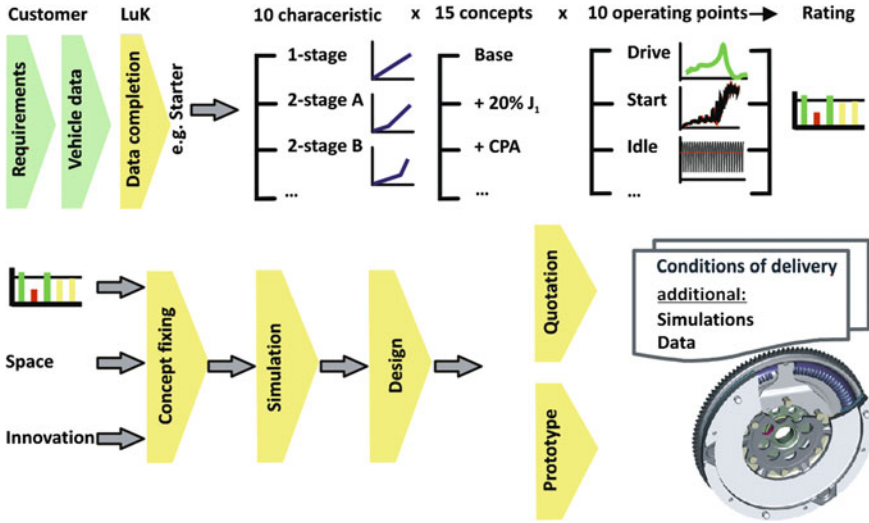 Customer LuK 10 characeristic x 15 concepts x 10 operating points Rating
Requirements
Vehicle data
Data completion
e.g. Starter
1-stage
2-stage A
2-stage B
...
Base
+ 20% J1
+ CPA
...
Drive
Start
Idle
...
Space
Innovation
Concept fixing
Simulation
Design
Quotation
Prototype
Conditions of delivery
additional:
Simulations
Data